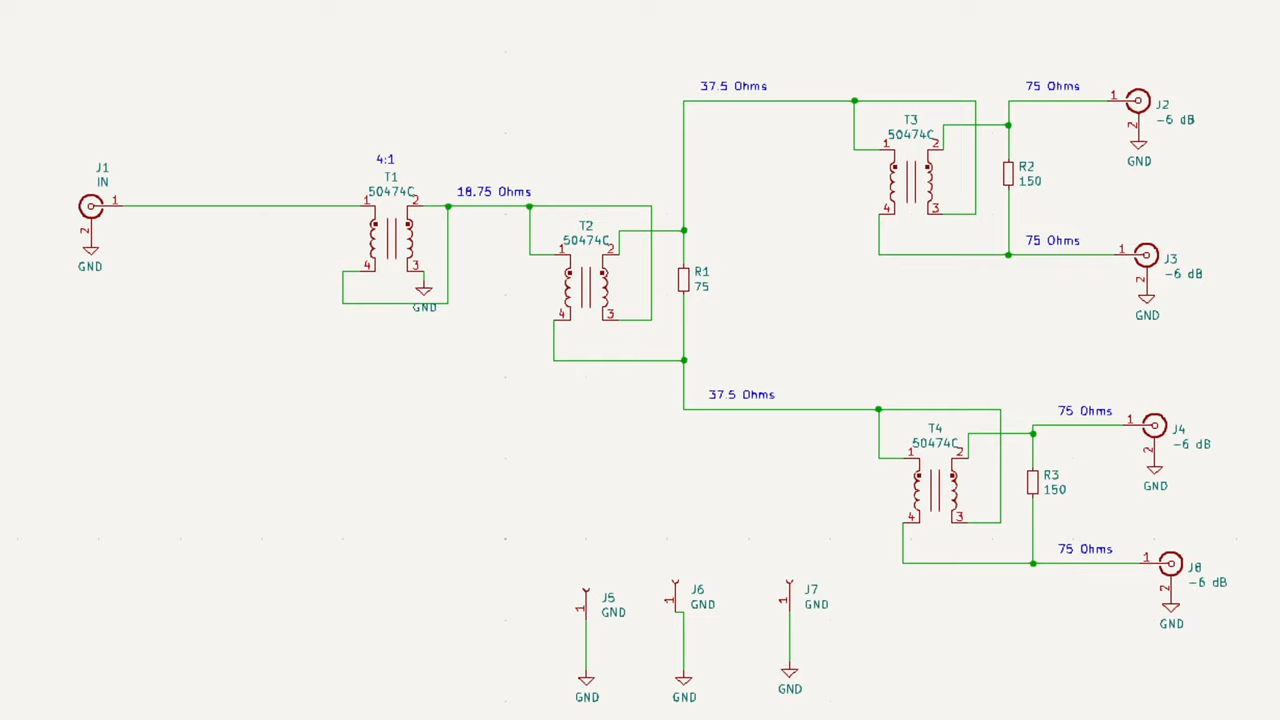 J1
IN
1
2
GND
4:1
T1
50474C
1
2
4
3
GND
18.75 Ohms
T2
50474C
1
2
4
3
R1
75
37.5 Ohms
T3
50474C
1
2
4
3
R2
150
75 Ohms
1
J2
-6 dB
2
GND
75 Ohms
1
J3
-6 dB
2
GND
37.5 Ohms
T4
50474C
1
2
4
3
R3
150
75 Ohms
1
J4
-6 dB
2
GND
75 Ohms
1
J8
-6 dB
2
GND
J5
GND
1
GND
J6
GND
1
GND
J7
GND
1
GND